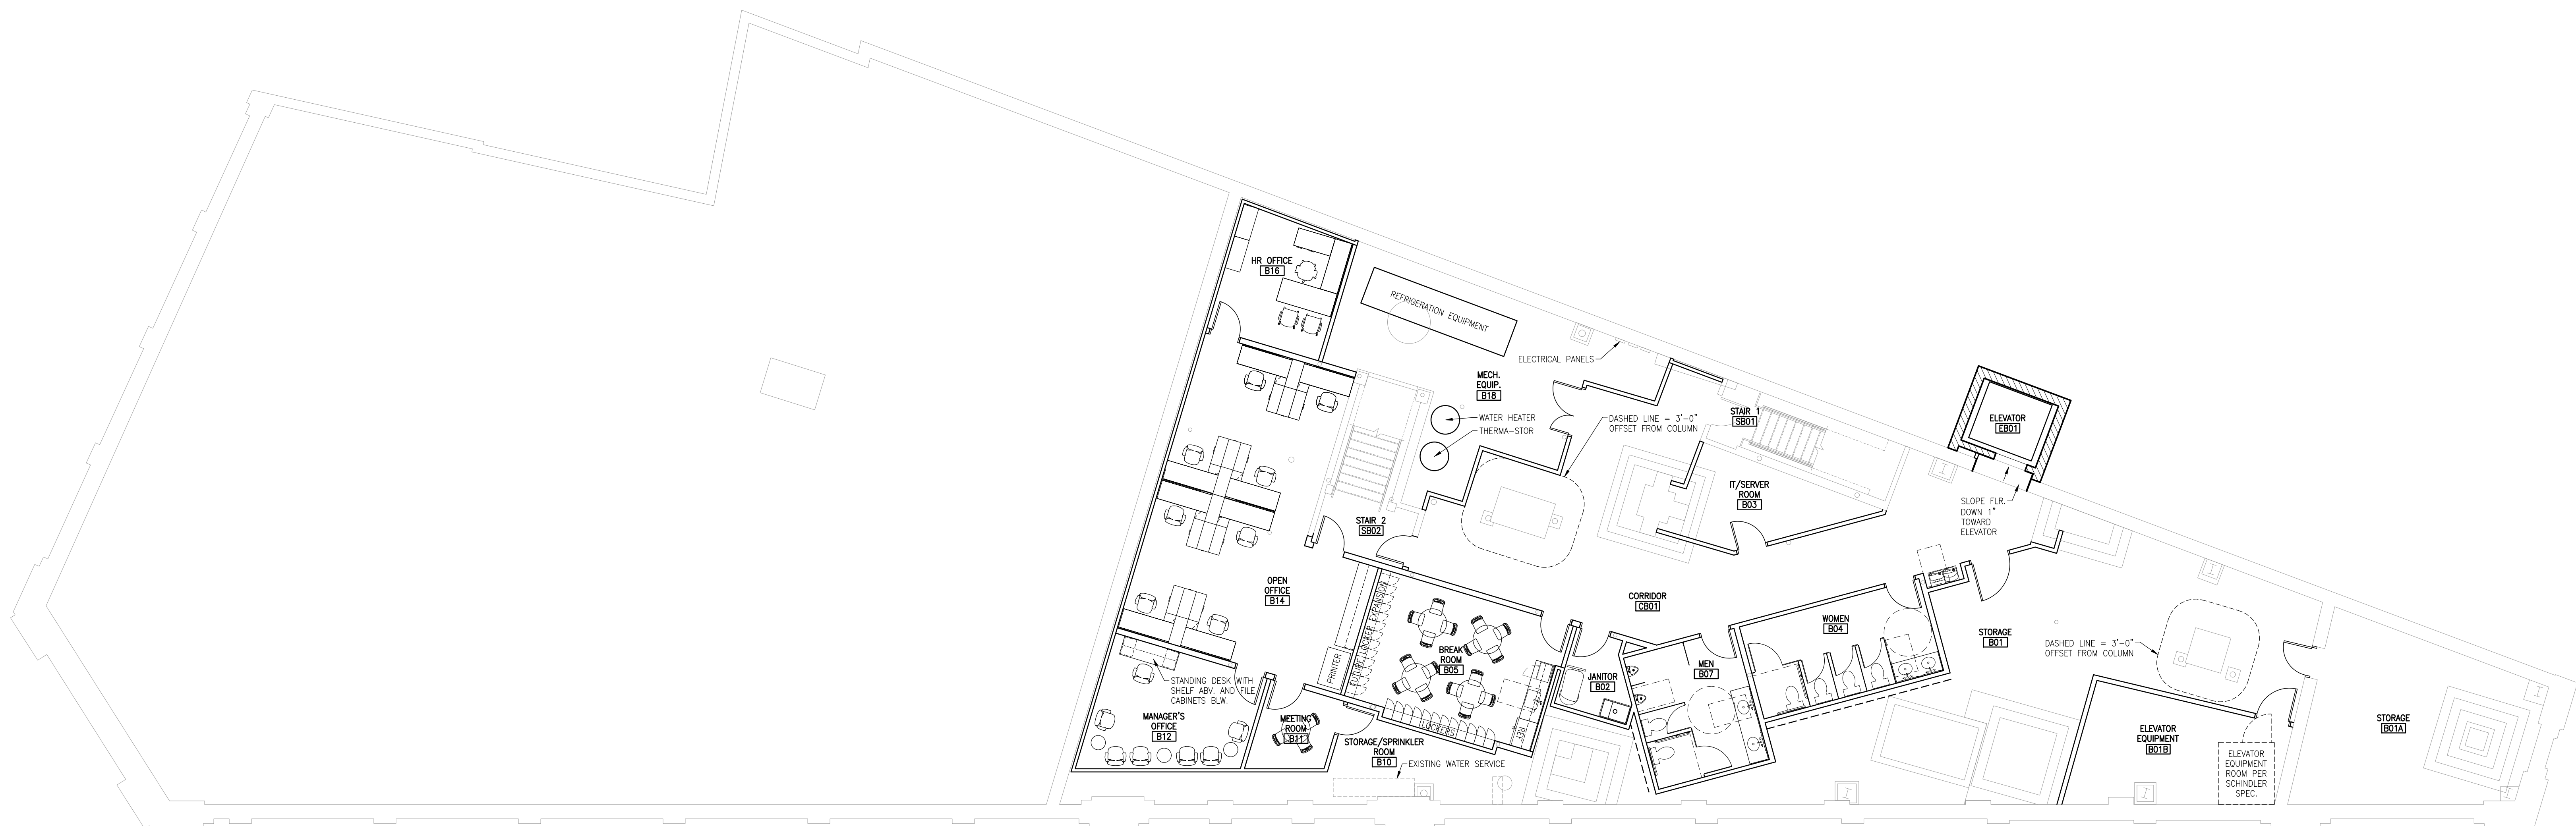 HR OFFICE
B16
REFRIGERATION EQUIPMENT
ELECTRICAL PANELS
MECH.
EQUIP.
B18
WATER HEATER
THERMA-STOR
DASHED LINE = 3'-0"
OFFSET FROM COLUMN
STAIR 1
SB01
ELEVATOR
EB01
IT/SERVER
ROOM
B03
SLOPE FLR.
DOWN 1"
TOWARD
ELEVATOR
STAIR 2
SB02
OPEN
OFFICE
B14
CORRIDOR
CB01
WOMEN
B04
STORAGE
B01
DASHED LINE = 3'-0"
OFFSET FROM COLUMN
FUTURE LOCKER EXPANSION
PRINTER
BREAK
ROOM
B05
LOCKERS
REF
JANITOR
B02
MEN
B07
STANDING DESK WITH
SHELF ABV. AND FILE
CABINETS BLW.
MANAGER'S
OFFICE
B12
MEETING
ROOM
B11
STORAGE/SPRINKLER
ROOM
B10
EXISTING WATER SERVICE
ELEVATOR
EQUIPMENT
B01B
ELEVATOR
EQUIPMENT
ROOM PER
SCHINDLER
SPEC.
STORAGE
B01A